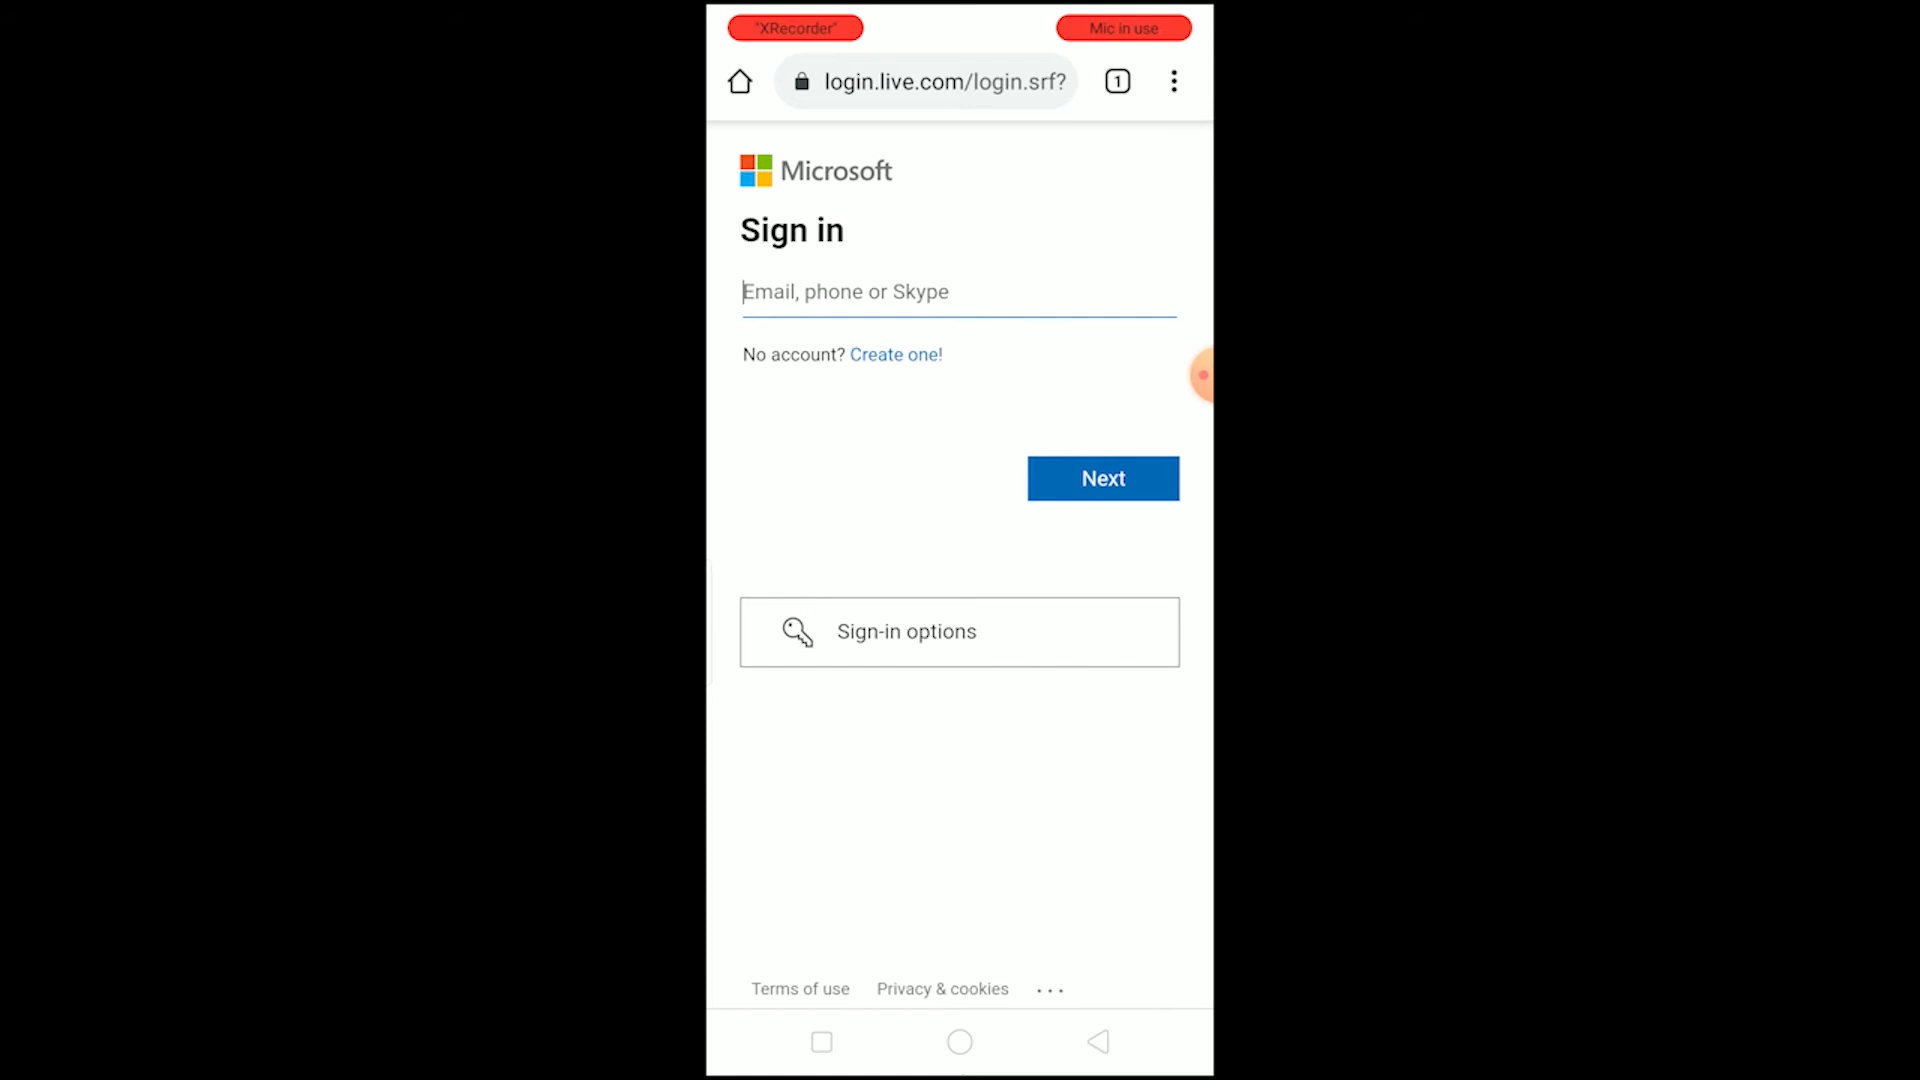 "XRecorder"
Mic in use
login.live.com/login.srf?
1
Microsoft
Sign in
Email, phone or Skype
No account? Create one!
Next
Sign-in options
Terms of use
Privacy & cookies
...